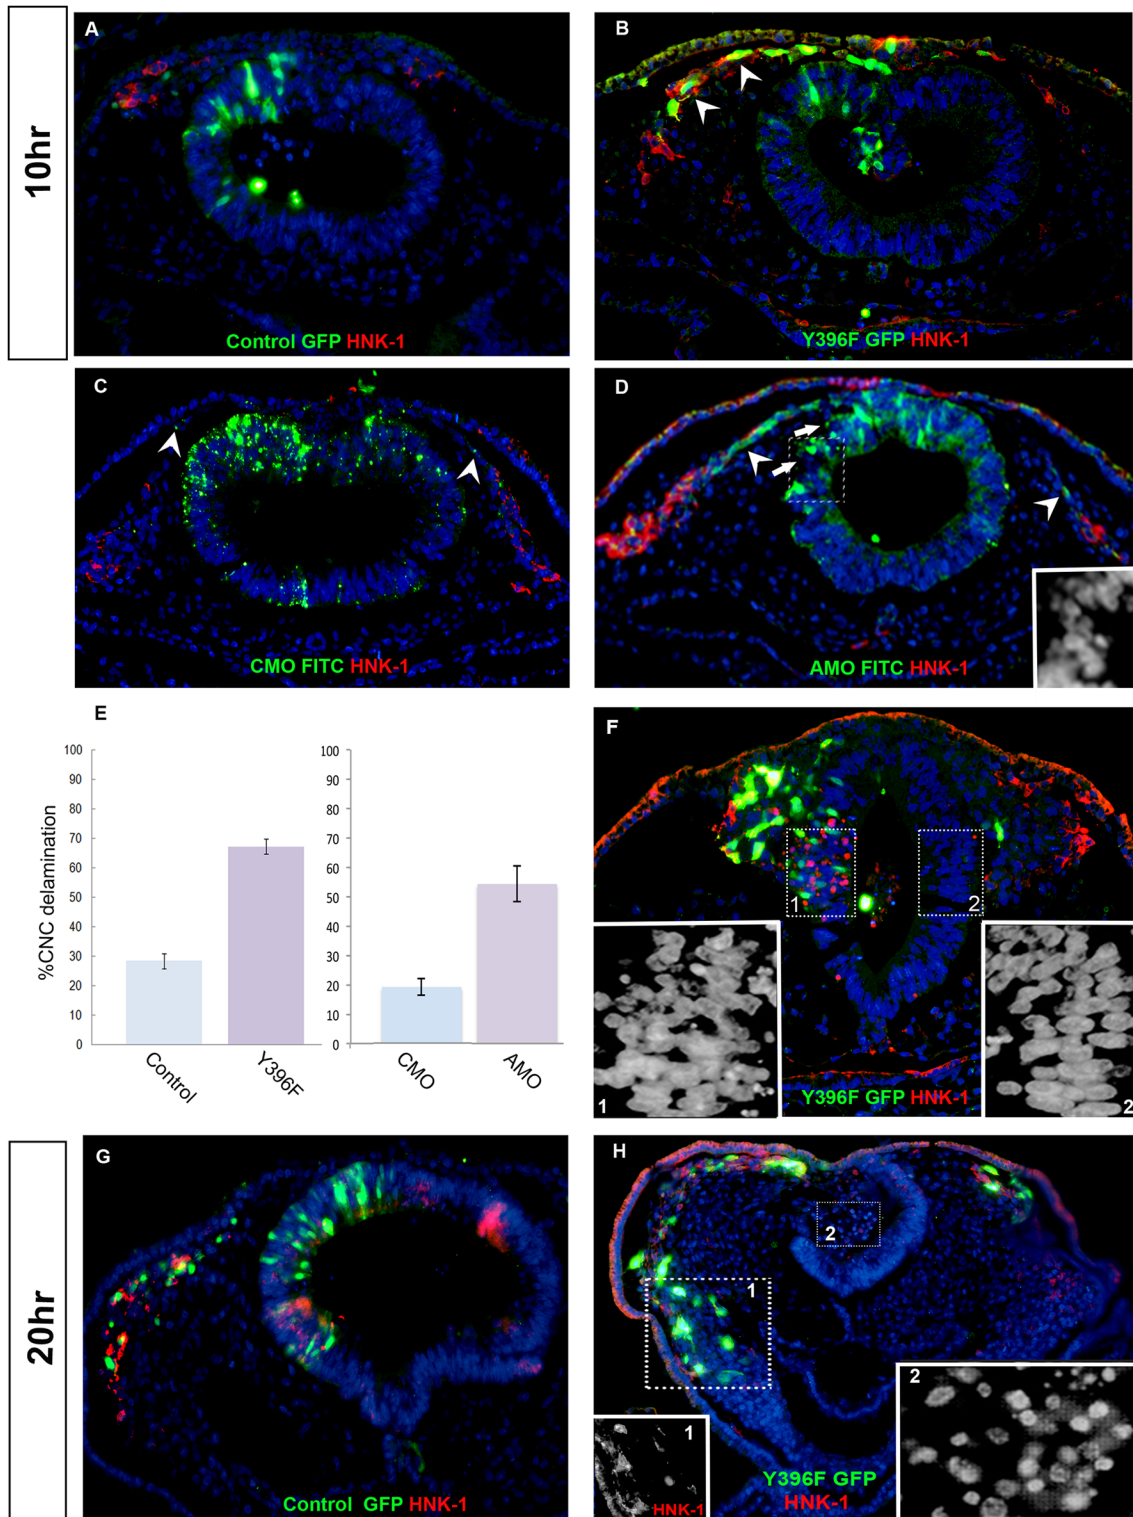 10hr
A
Control GFP HNK-1
B
Y396F GFP HNK-1
C
CMO FITC HNK-1
D
AMO FITC HNK-1
E
%CNC delamination
100
90
80
70
60
50
40
30
20
10
0
Control
Y396F
100
90
80
70
60
50
40
30
20
10
0
CMO
AMO
F
1
2
1
Y396F GFP HNK-1
2
20hr
G
Control GFP HNK-1
H
2
1
1
HNK-1
Y396F GFP
HNK-1
2